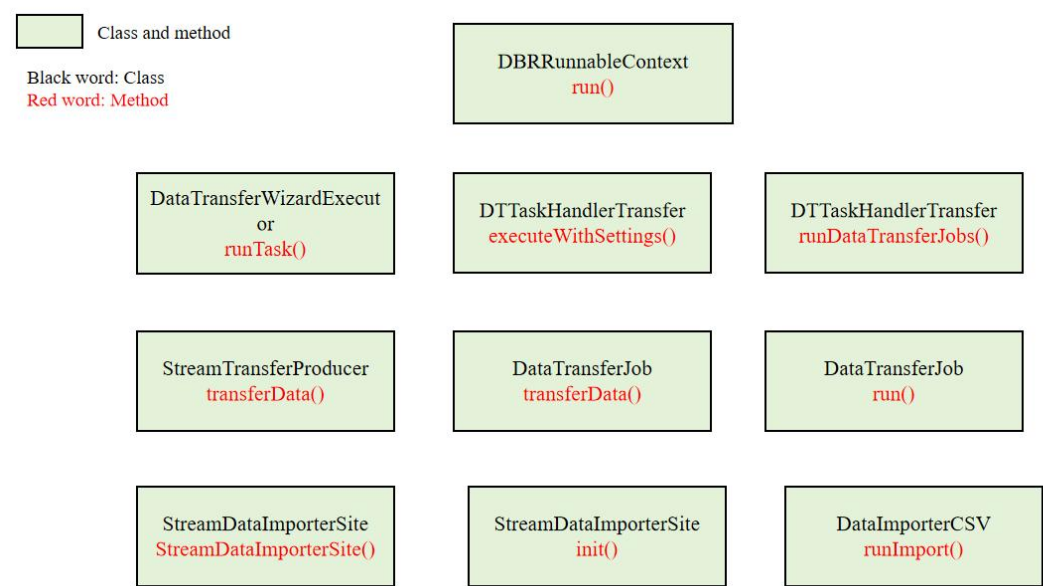 Class and method
Black word: Class
Red word: Method
DBRRunnableContext
run()
DataTransferWizardExecut
or
runTask()
DTTaskHandlerTransfer
executeWithSettings()
DTTaskHandlerTransfer
runDataTransferJobs()
StreamTransferProducer
transferData()
DataTransferJob
transferData()
DataTransferJob
run()
StreamDataImporterSite
StreamDataImporterSite()
StreamDataImporterSite
init()
DataImporterCSV
runImport()